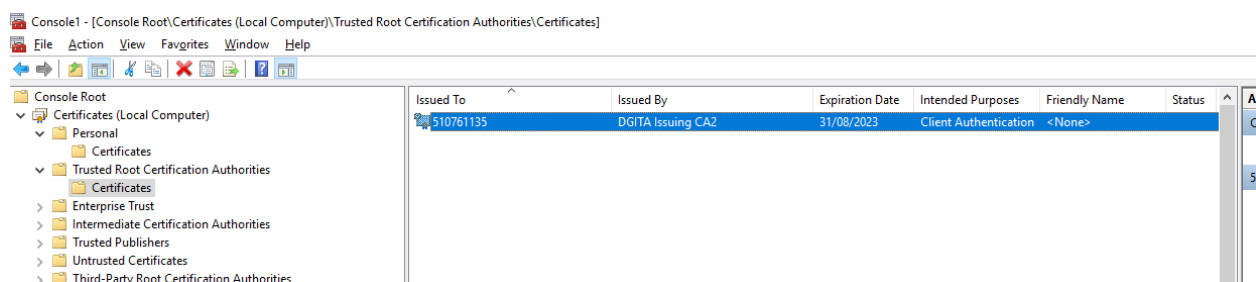 Console1 - [Console Root\Certificates (Local Computer)\Trusted Root Certification Authorities\Certificates]
File Action View Favorites Window Help
Console Root
Certificates (Local Computer)
Personal
Certificates
Trusted Root Certification Authorities
Certificates
Enterprise Trust
Intermediate Certification Authorities
Trusted Publishers
Untrusted Certificates
Third-Party Root Certification Authorities
Issued To Issued By Expiration Date Intended Purposes Friendly Name Status
510761135 DGITA Issuing CA2 31/08/2023 Client Authentication <None>
A
C
5